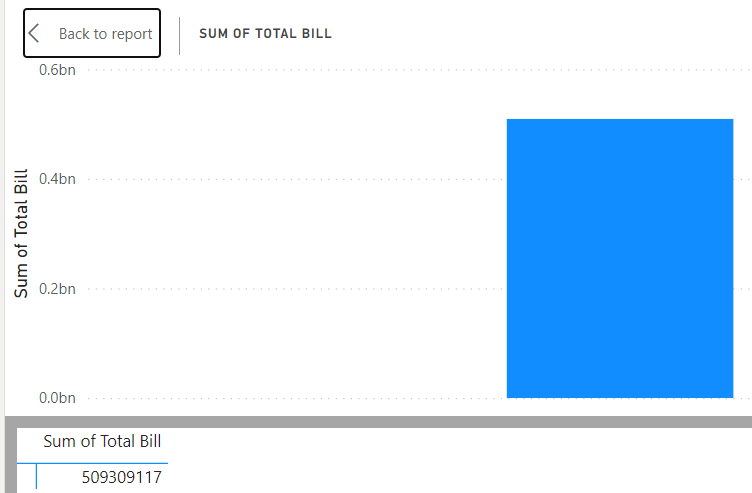 Back to report
SUM OF TOTAL BILL
0.6bn
0.4bn
0.2bn
0.0bn
Sum of Total Bill
Sum of Total Bill
509309117